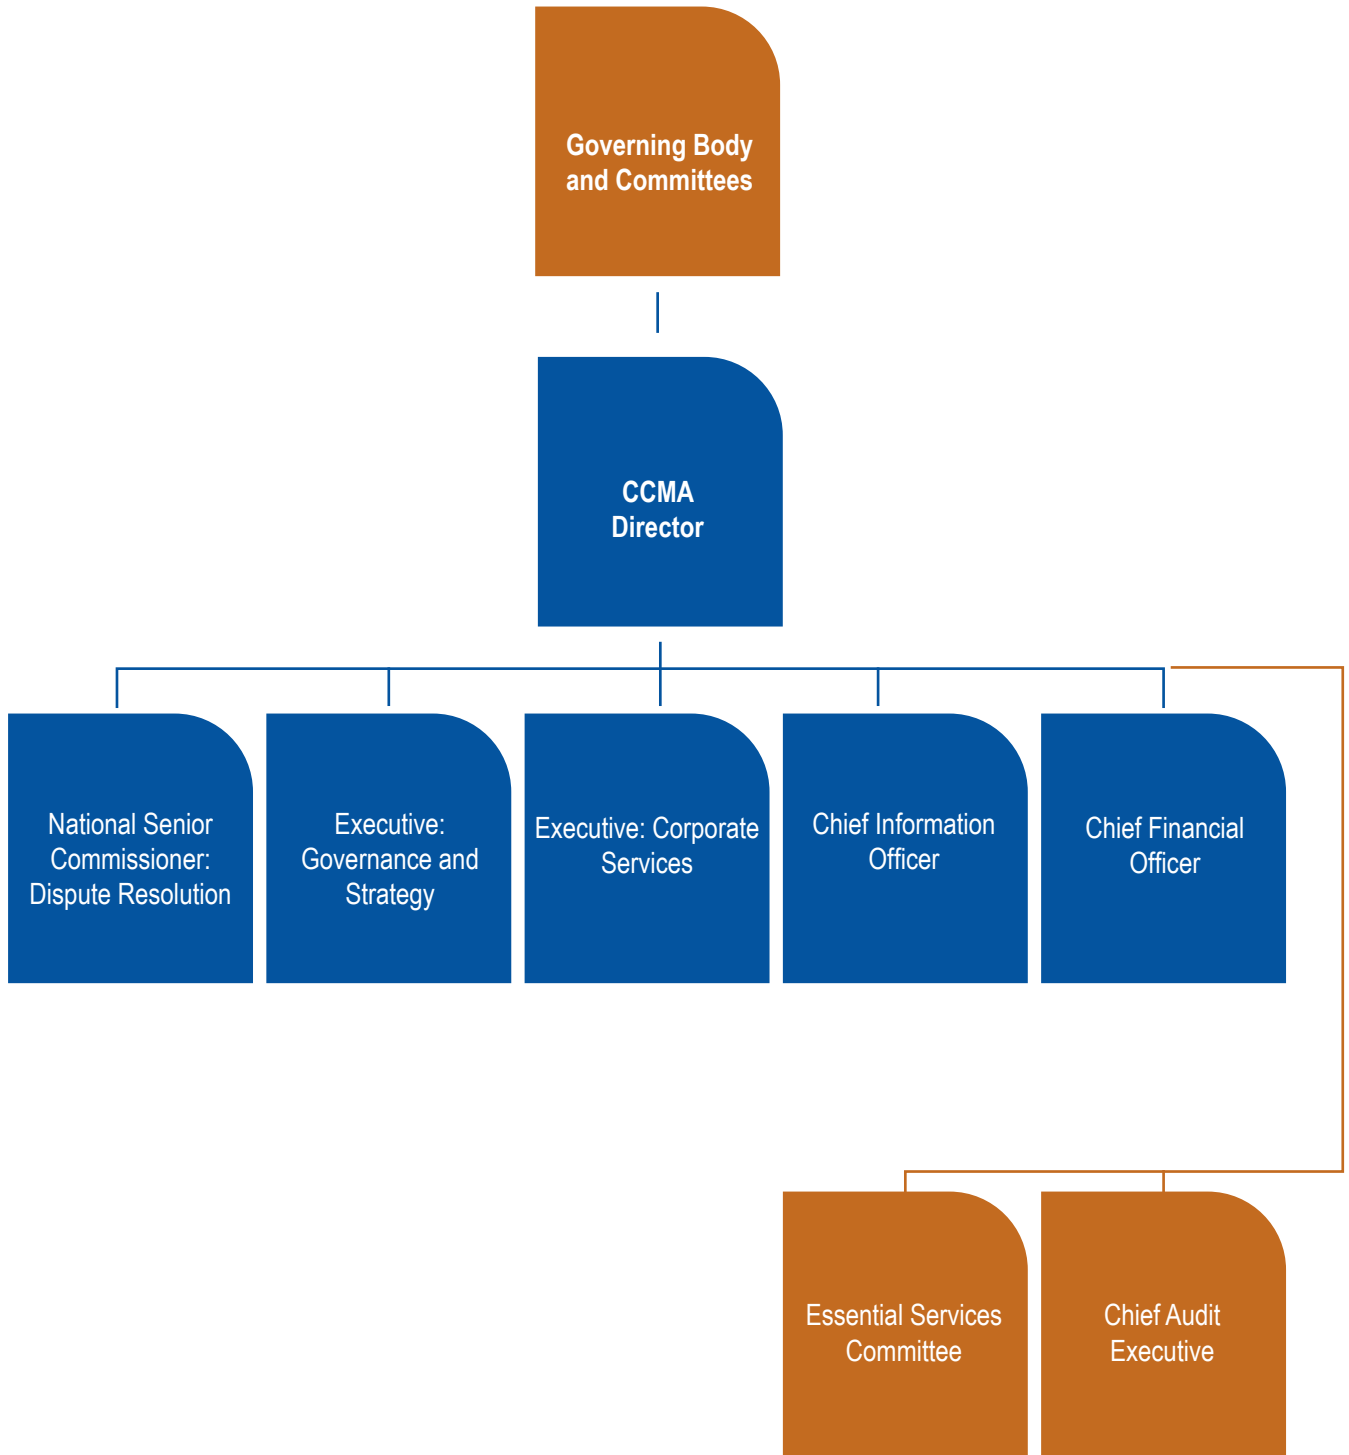 Governing Body
and Committees
CCMA
Director
National Senior
Commissioner:
Dispute Resolution
Executive:
Governance and
Strategy
Executive: Corporate
Services
Chief Information
Officer
Chief Financial
Officer
Essential Services
Committee
Chief Audit
Executive